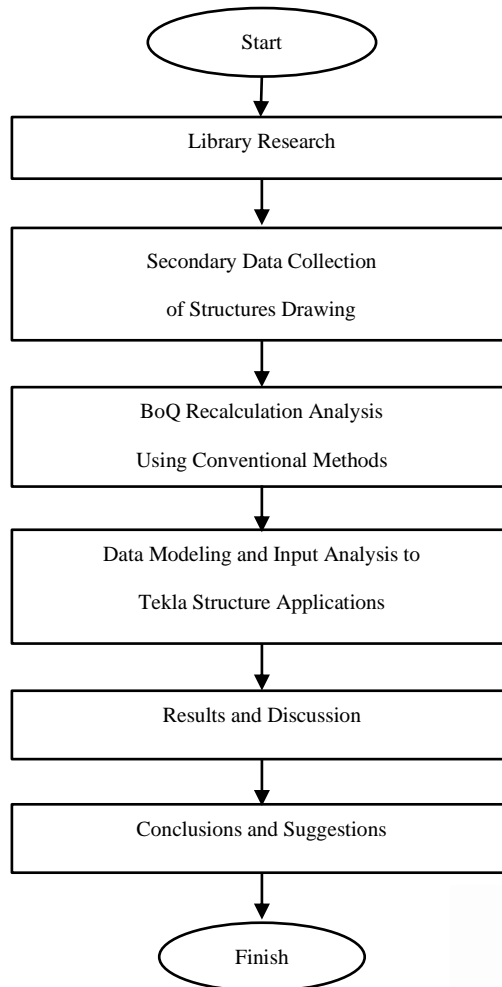 Start
Library Research
Secondary Data Collection
of Structures Drawing
BoQ Recalculation Analysis
Using Conventional Methods
Data Modeling and Input Analysis to
Tekla Structure Applications
Results and Discussion
Conclusions and Suggestions
Finish